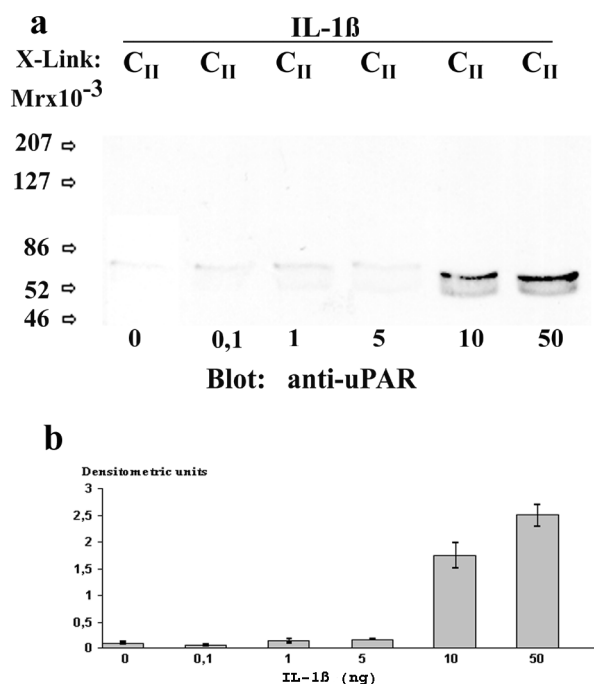 a
IL-1ß
X-Link: CII CII CII CII CII CII
Mrx10-3
207 ⇨
127 ⇨
86 ⇨
52 ⇨
46 ⇨
0 0,1 1 5 10 50
Blot: anti-uPAR
b
Densitometric units
3
2,5
2
1,5
1
0,5
0
0 0,1 1 5 10 50
IL-1ß (ng)